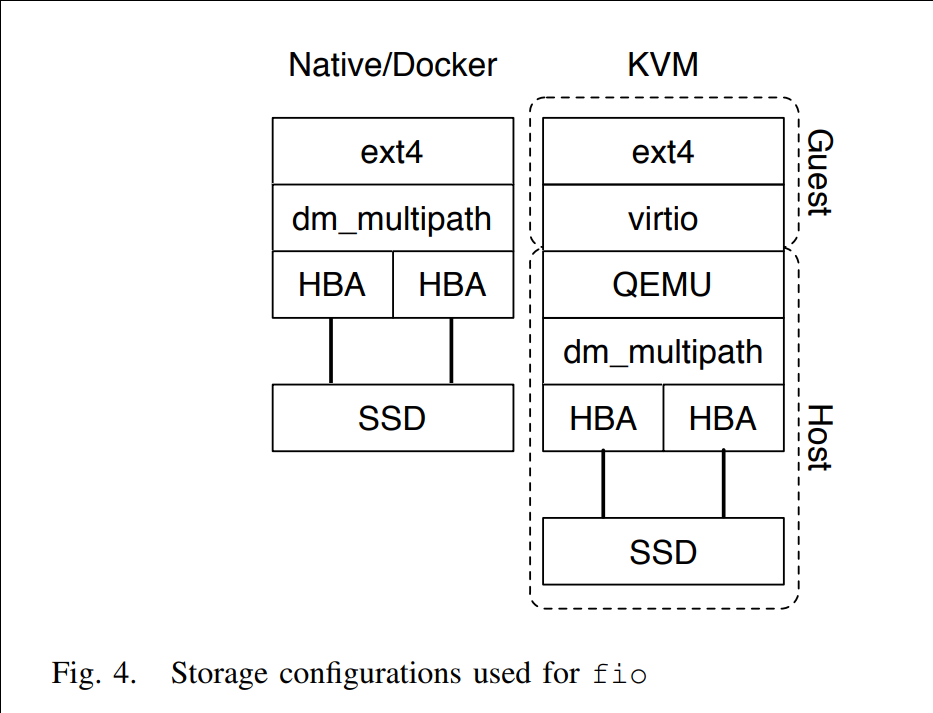 Native/Docker
ext4
dm_multipath
HBA HBA
SSD
KVM
ext4
virtio
QEMU
dm_multipath
HBA HBA
SSD
Guest
Host
Fig. 4. Storage configurations used for fio